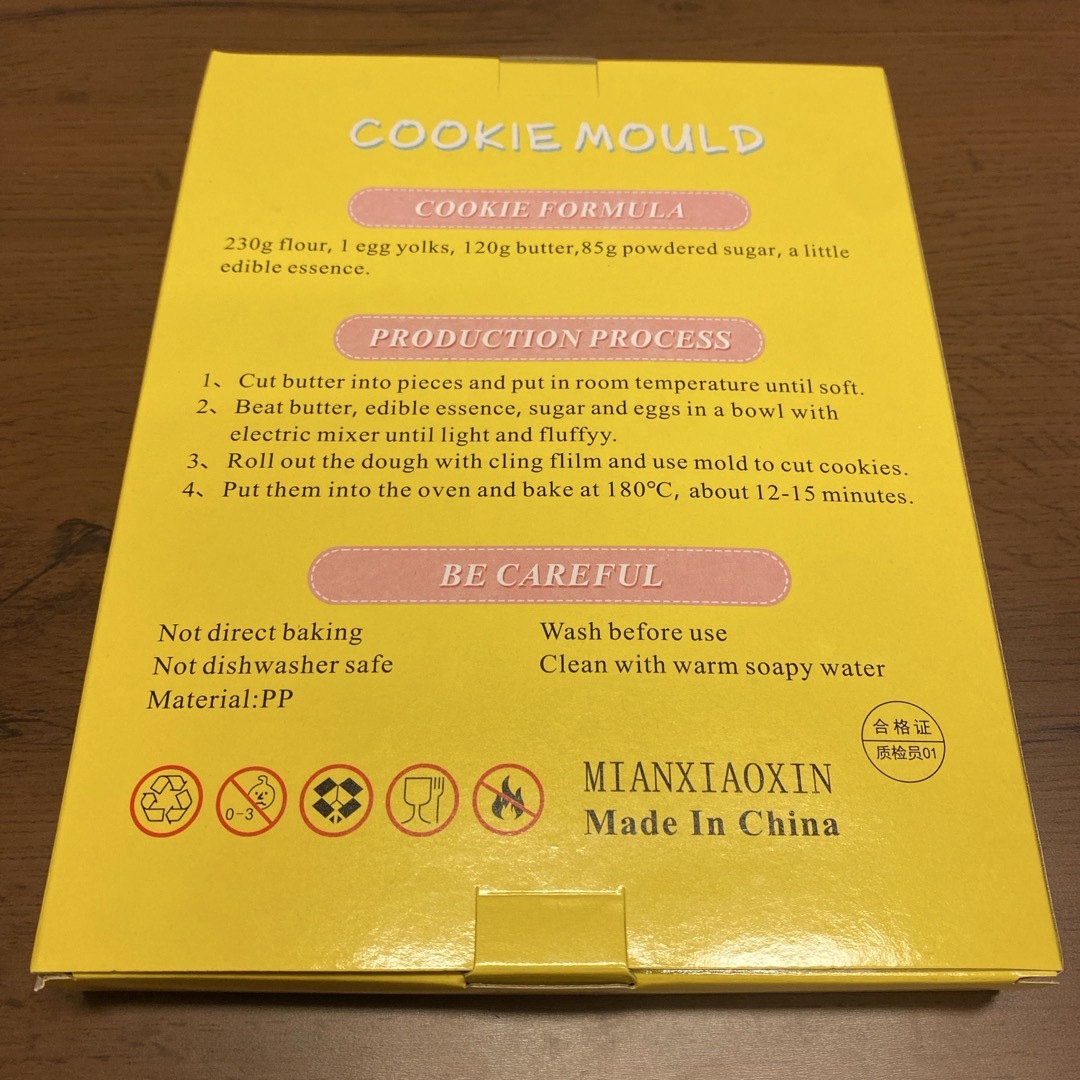 COOKIE MOULD
COOKIE FORMULA
230g flour, 1 egg yolks, 120g butter,85g powdered sugar, a little
edible essence.
PRODUCTION PROCESS
1、 Cut butter into pieces and put in room temperature until soft.
2、 Beat butter, edible essence, sugar and eggs in a bowl with
electric mixer until light and fluffyy.
3、 Roll out the dough with cling flilm and use mold to cut cookies.
4、 Put them into the oven and bake at 180℃, about 12-15 minutes.
BE CAREFUL
Not direct baking
Not dishwasher safe
Material:PP
Wash before use
Clean with warm soapy water
合格证
质检员01
0-3
MIANXIAOXIN
Made In China